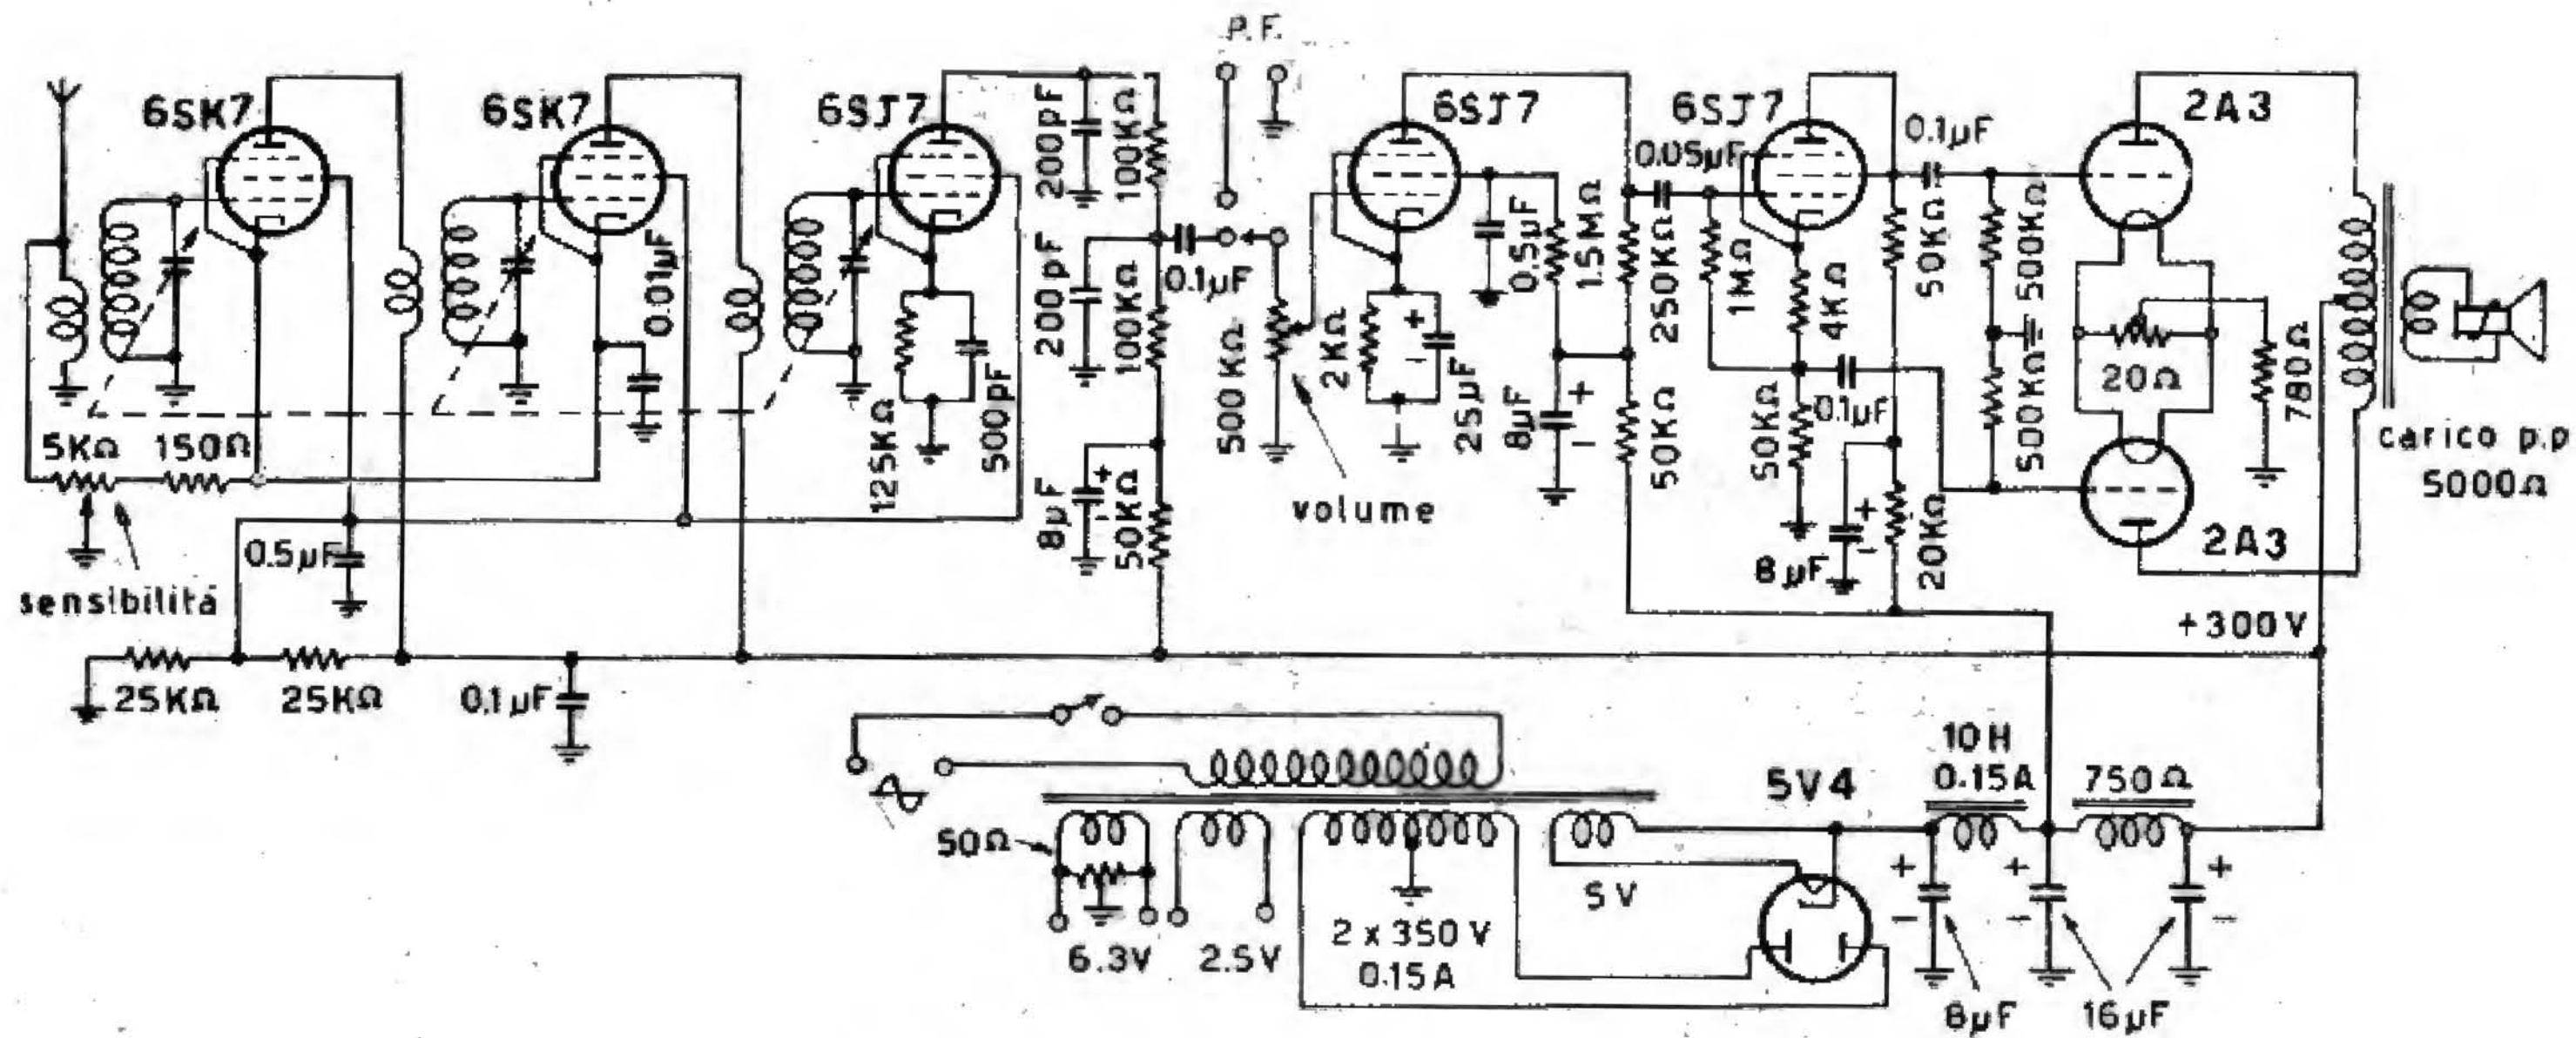 P.F.
6SK7
6SK7
6SJ7
6SJ7
6SJ7
2A3
200pF
100KΩ
0.1µF
0.05µF
0.01µF
200pF
100KΩ
0.1µF
500KΩ
2KΩ
25µF
0.5µF
1.5MΩ
250KΩ
1MΩ
4KΩ
50KΩ
500KΩ
20Ω
780Ω
5KΩ
150Ω
125KΩ
500pF
8µF
50KΩ
volume
8µF
50KΩ
50KΩ
0.1µF
500KΩ
carico p.p
5000Ω
0.5µF
sensibilitá
8µF
20KΩ
2A3
+300V
25KΩ
25KΩ
0.1µF
10H
0.15A
750Ω
5V4
50Ω
6.3V
2.5V
2 x 350 V
0.15A
5V
+
-
+
-
+
-
8µF
16µF